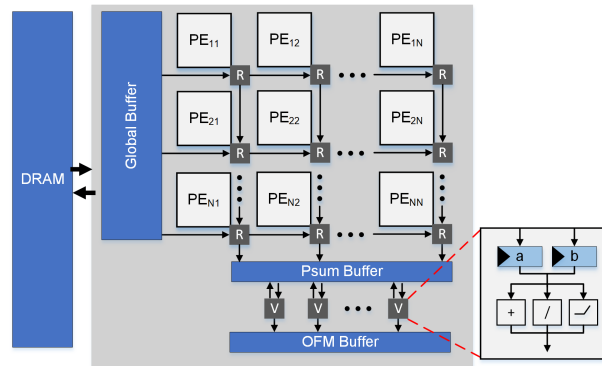 DRAM
Global Buffer
PE11 PE12 PE1N
R R R
PE21 PE22 PE2N
R R R
PEN1 PEN2 PENN
R R R
Psum Buffer
V V V
OFM Buffer
a b
+ /